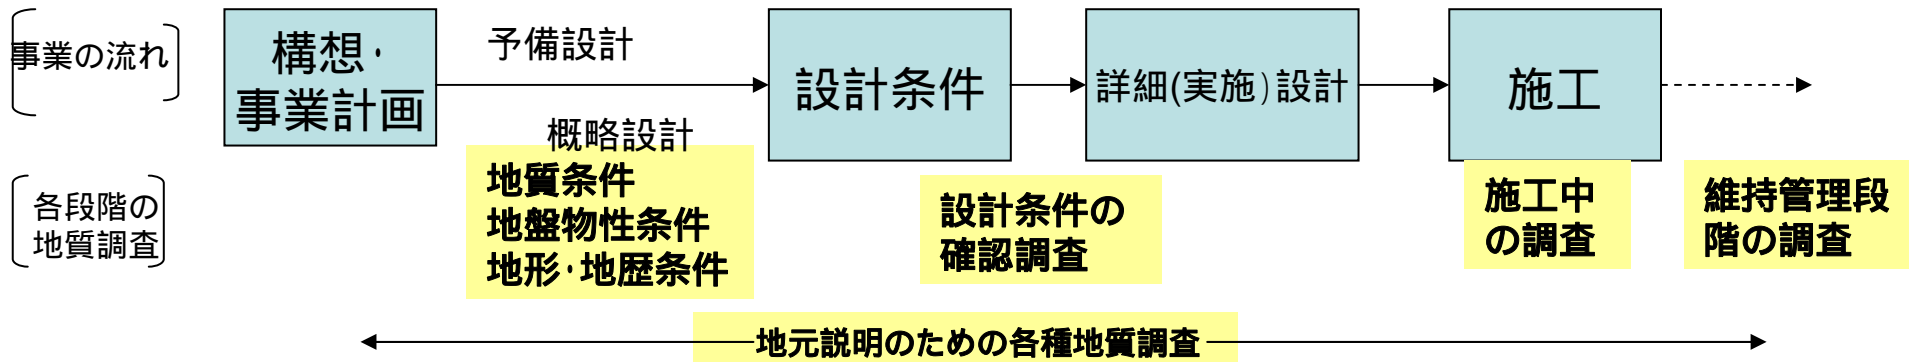 事業の流れ
構想・
事業計画
予備設計
概略設計
設計条件
詳細(実施)設計
施工
各段階の
地質調査
地質条件
地盤物性条件
地形・地歴条件
設計条件の
確認調査
施工中
の調査
維持管理段
階の調査
地元説明のための各種地質調査